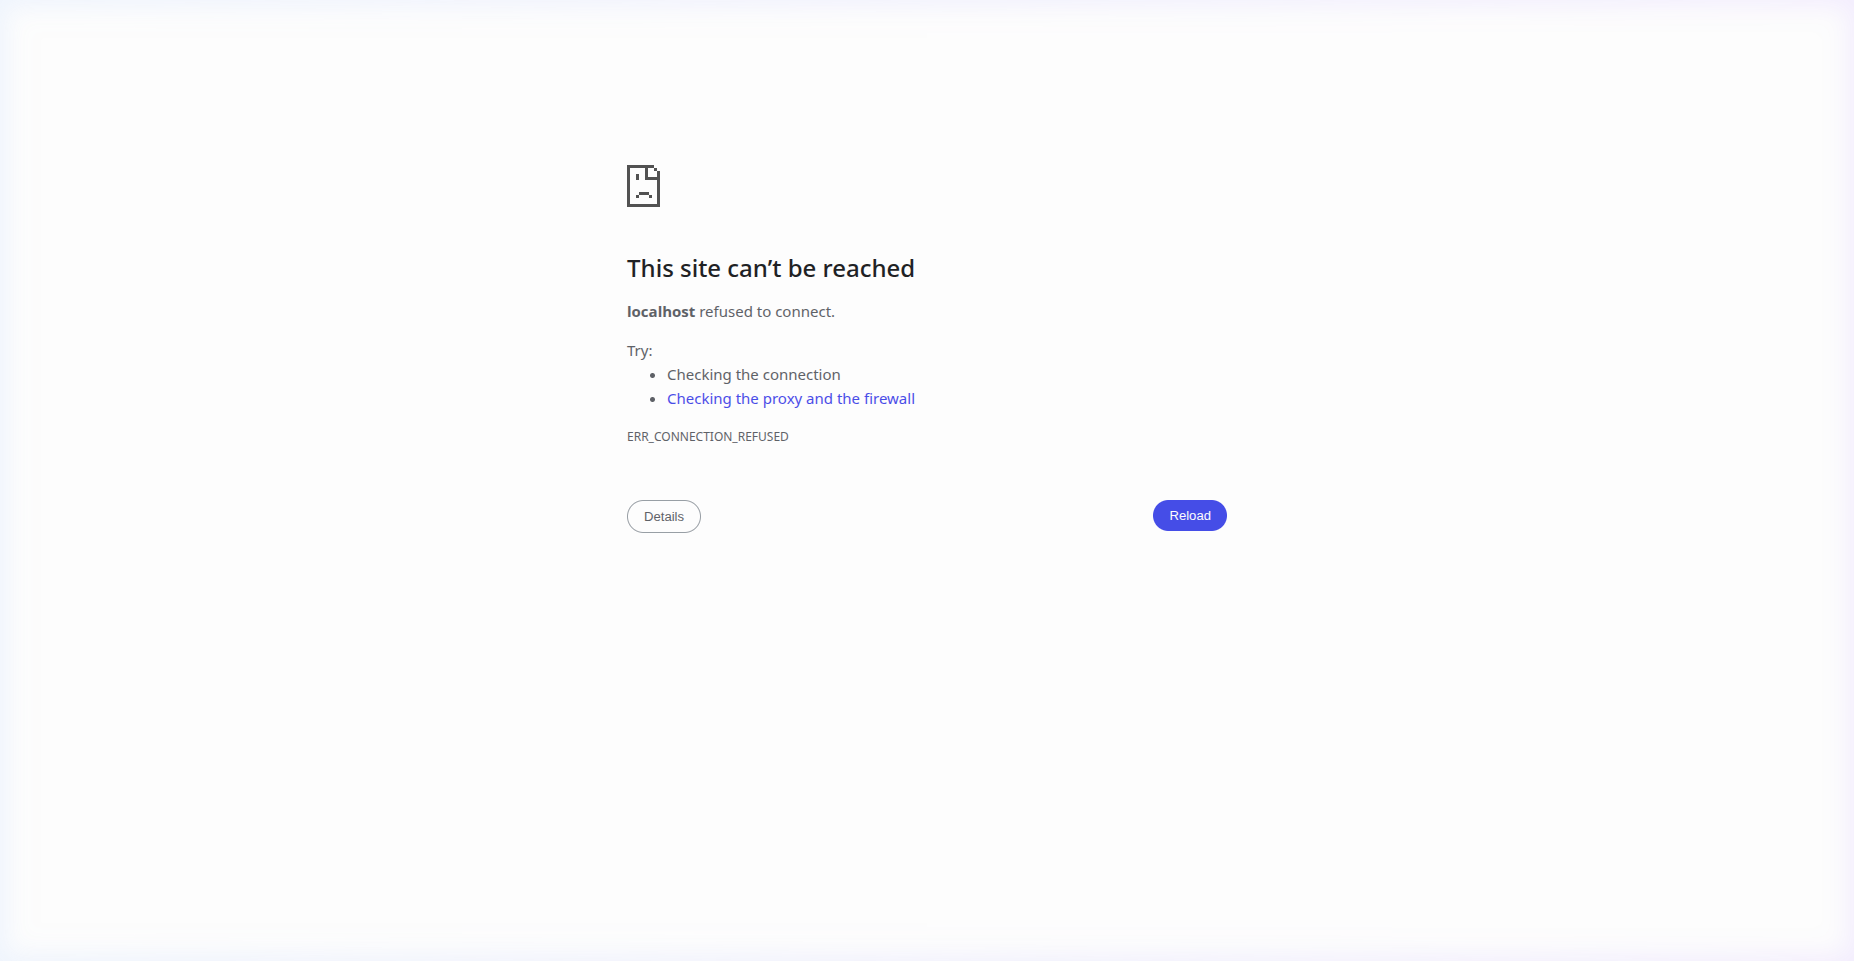 This site can’t be reached
localhost refused to connect.
Try:
Checking the connection
Checking the proxy and the firewall
ERR_CONNECTION_REFUSED
Details
Reload